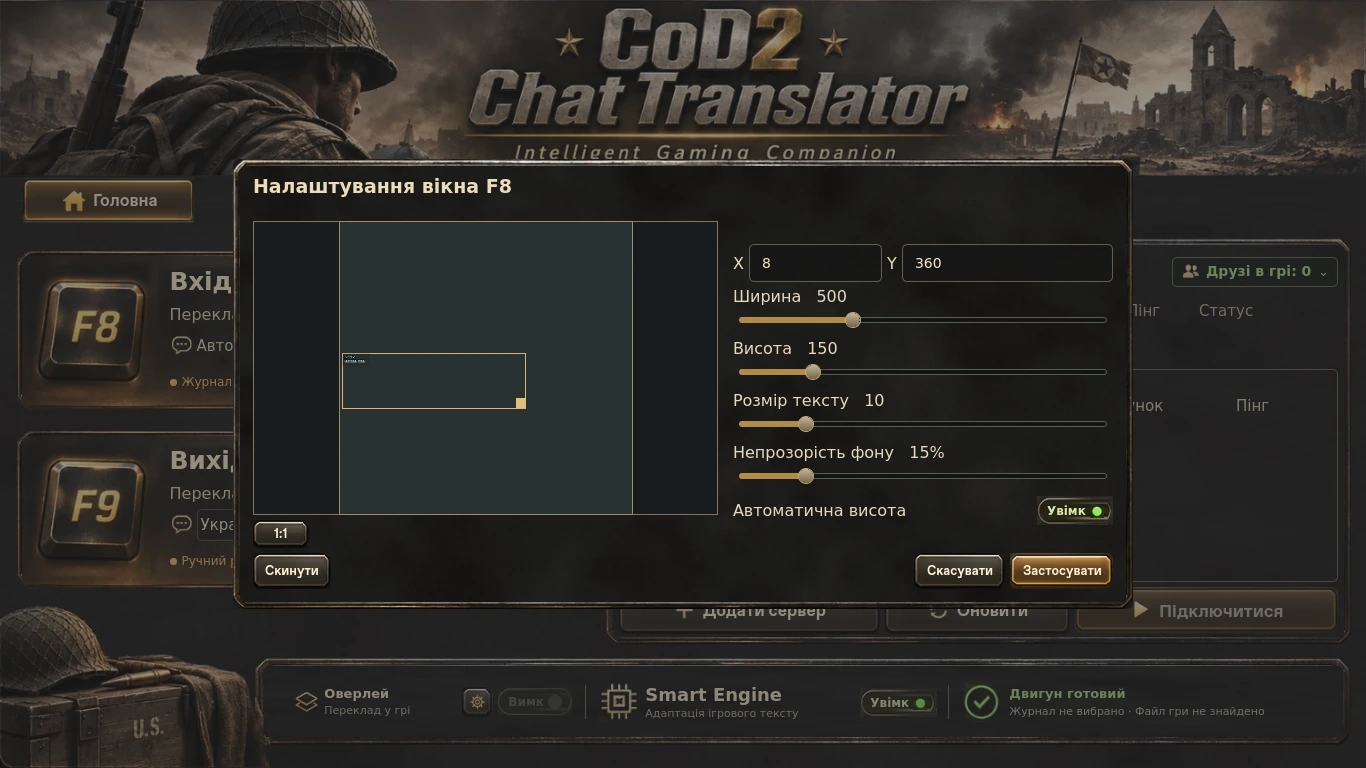 CoD2
Chat Translator
Intelligent Gaming Companion
Головна
Налаштування вікна F8
X 8 Y 360
Ширина 500
Висота 150
Розмір тексту 10
Непрозорість фону 15%
Автоматична висота Увімк
1:1
Скинути
Скасувати
Застосувати
F8
Перекл
Авто
Журнал
F9
Перекл
Укра
Ручний
Друзі в грі: 0
Пінг Статус
Пінг
Додати сервер
Оновити
Підключитися
U.S.
Оверлей
Переклад у грі
Вимк
Smart Engine
Адаптація ігрового тексту
Увімк
Двигун готовий
Журнал не вибрано · Файл гри не знайдено